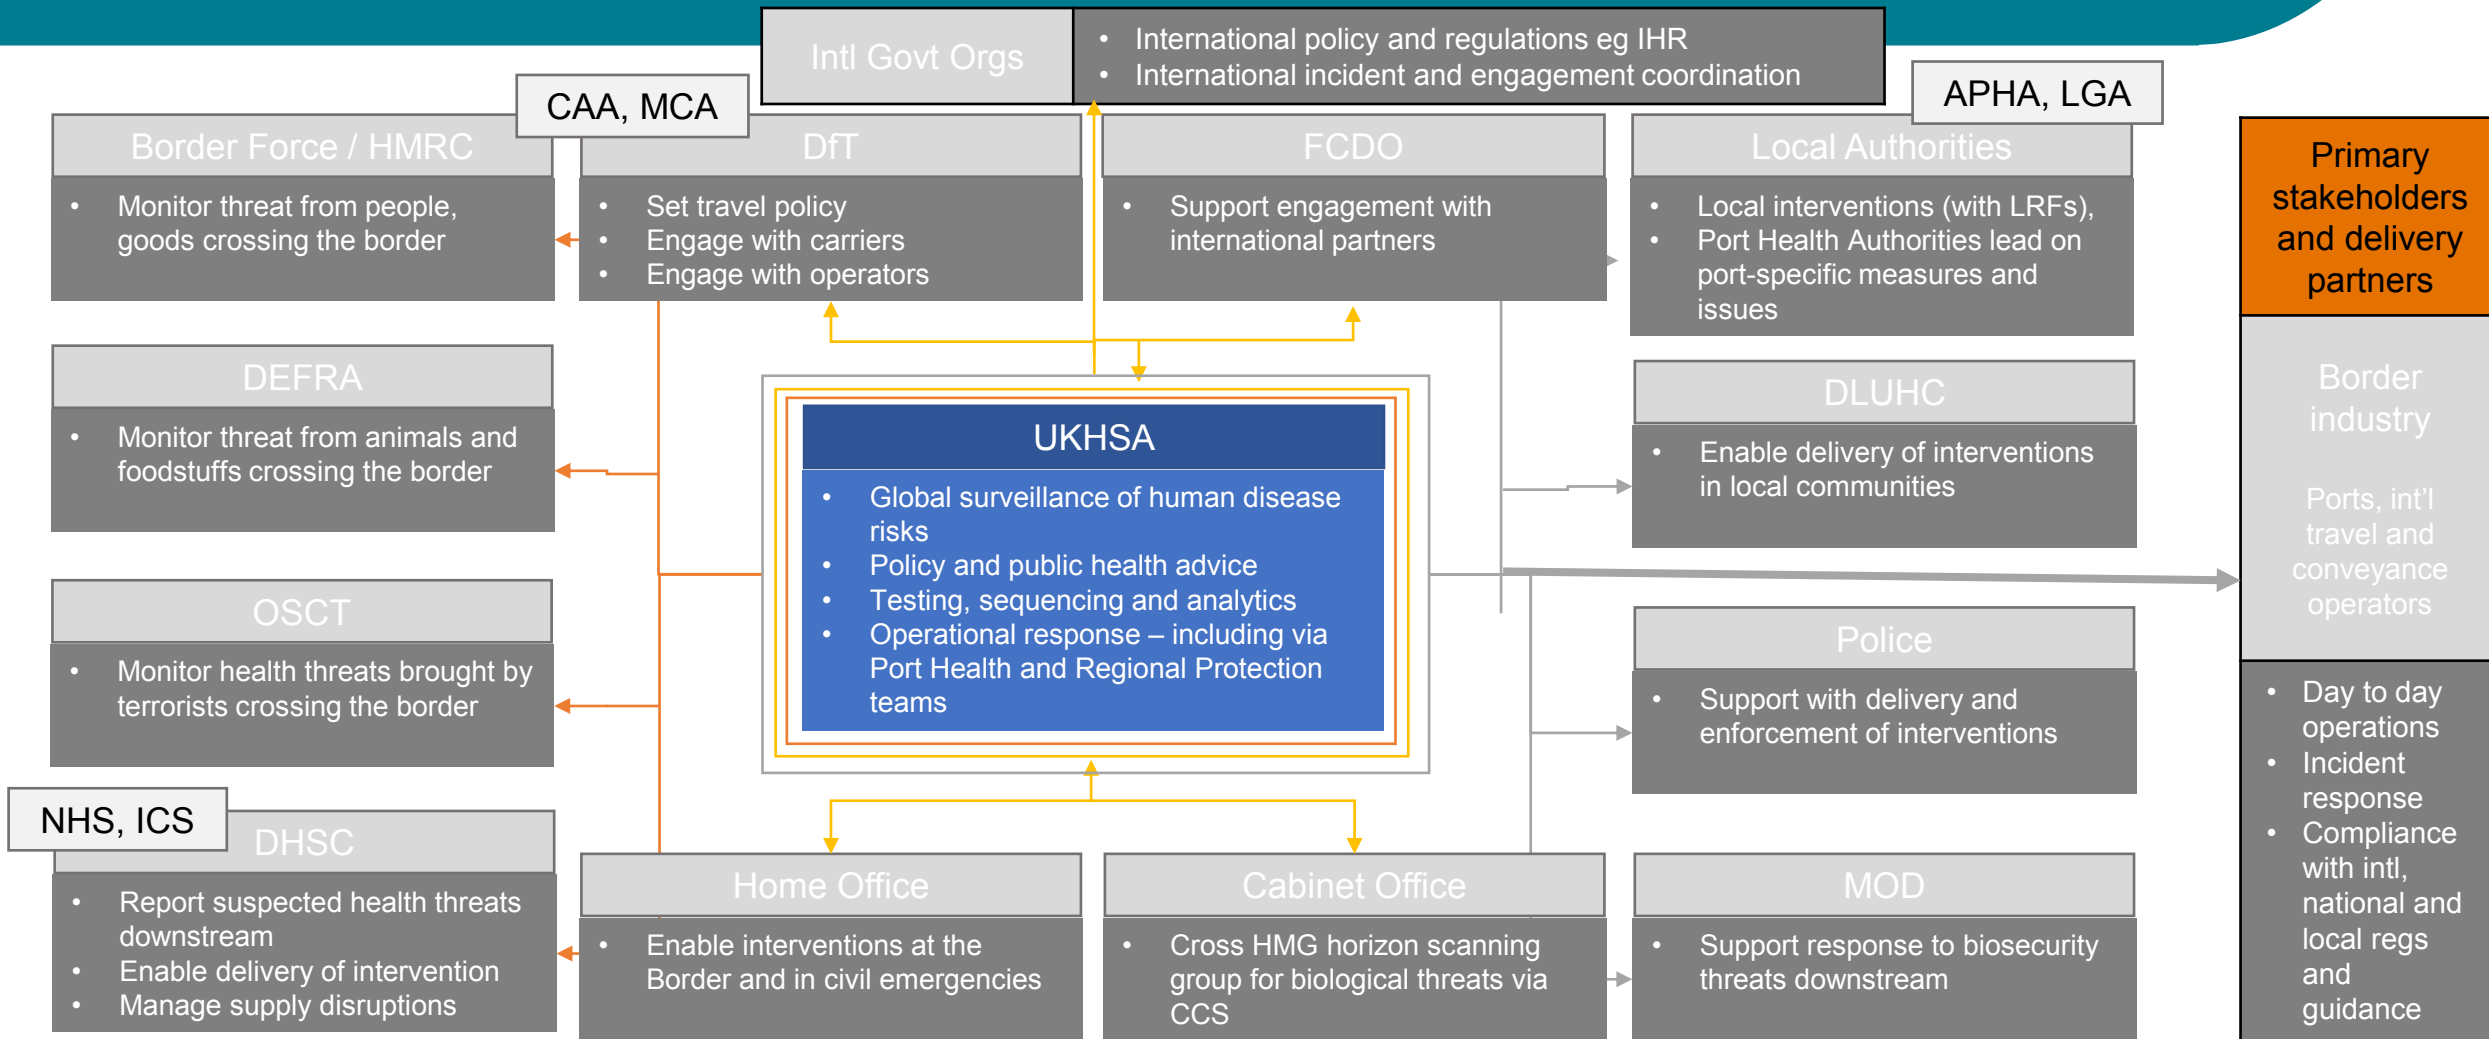 Intl Govt Orgs
• International policy and regulations eg IHR
• International incident and engagement coordination
CAA, MCA
APHA, LGA
Border Force / HMRC
• Monitor threat from people,
goods crossing the border
DfT
• Set travel policy
• Engage with carriers
• Engage with operators
FCDO
• Support engagement with
international partners
Local Authorities
• Local interventions (with LRFs),
• Port Health Authorities lead on
port-specific measures and
issues
Primary
stakeholders
and delivery
partners
DEFRA
• Monitor threat from animals and
foodstuffs crossing the border
UKHSA
• Global surveillance of human disease
risks
• Policy and public health advice
• Testing, sequencing and analytics
• Operational response – including via
Port Health and Regional Protection
teams
DLUHC
• Enable delivery of interventions
in local communities
Border
industry
Ports, int’l
travel and
conveyance
operators
OSCT
• Monitor health threats brought by
terrorists crossing the border
Police
• Support with delivery and
enforcement of interventions
• Day to day
operations
• Incident
response
• Compliance
with intl,
national and
local regs
and
guidance
NHS, ICS
DHSC
• Report suspected health threats
downstream
• Enable delivery of intervention
• Manage supply disruptions
Home Office
• Enable interventions at the
Border and in civil emergencies
Cabinet Office
• Cross HMG horizon scanning
group for biological threats via
CCS
MOD
• Support response to biosecurity
threats downstream